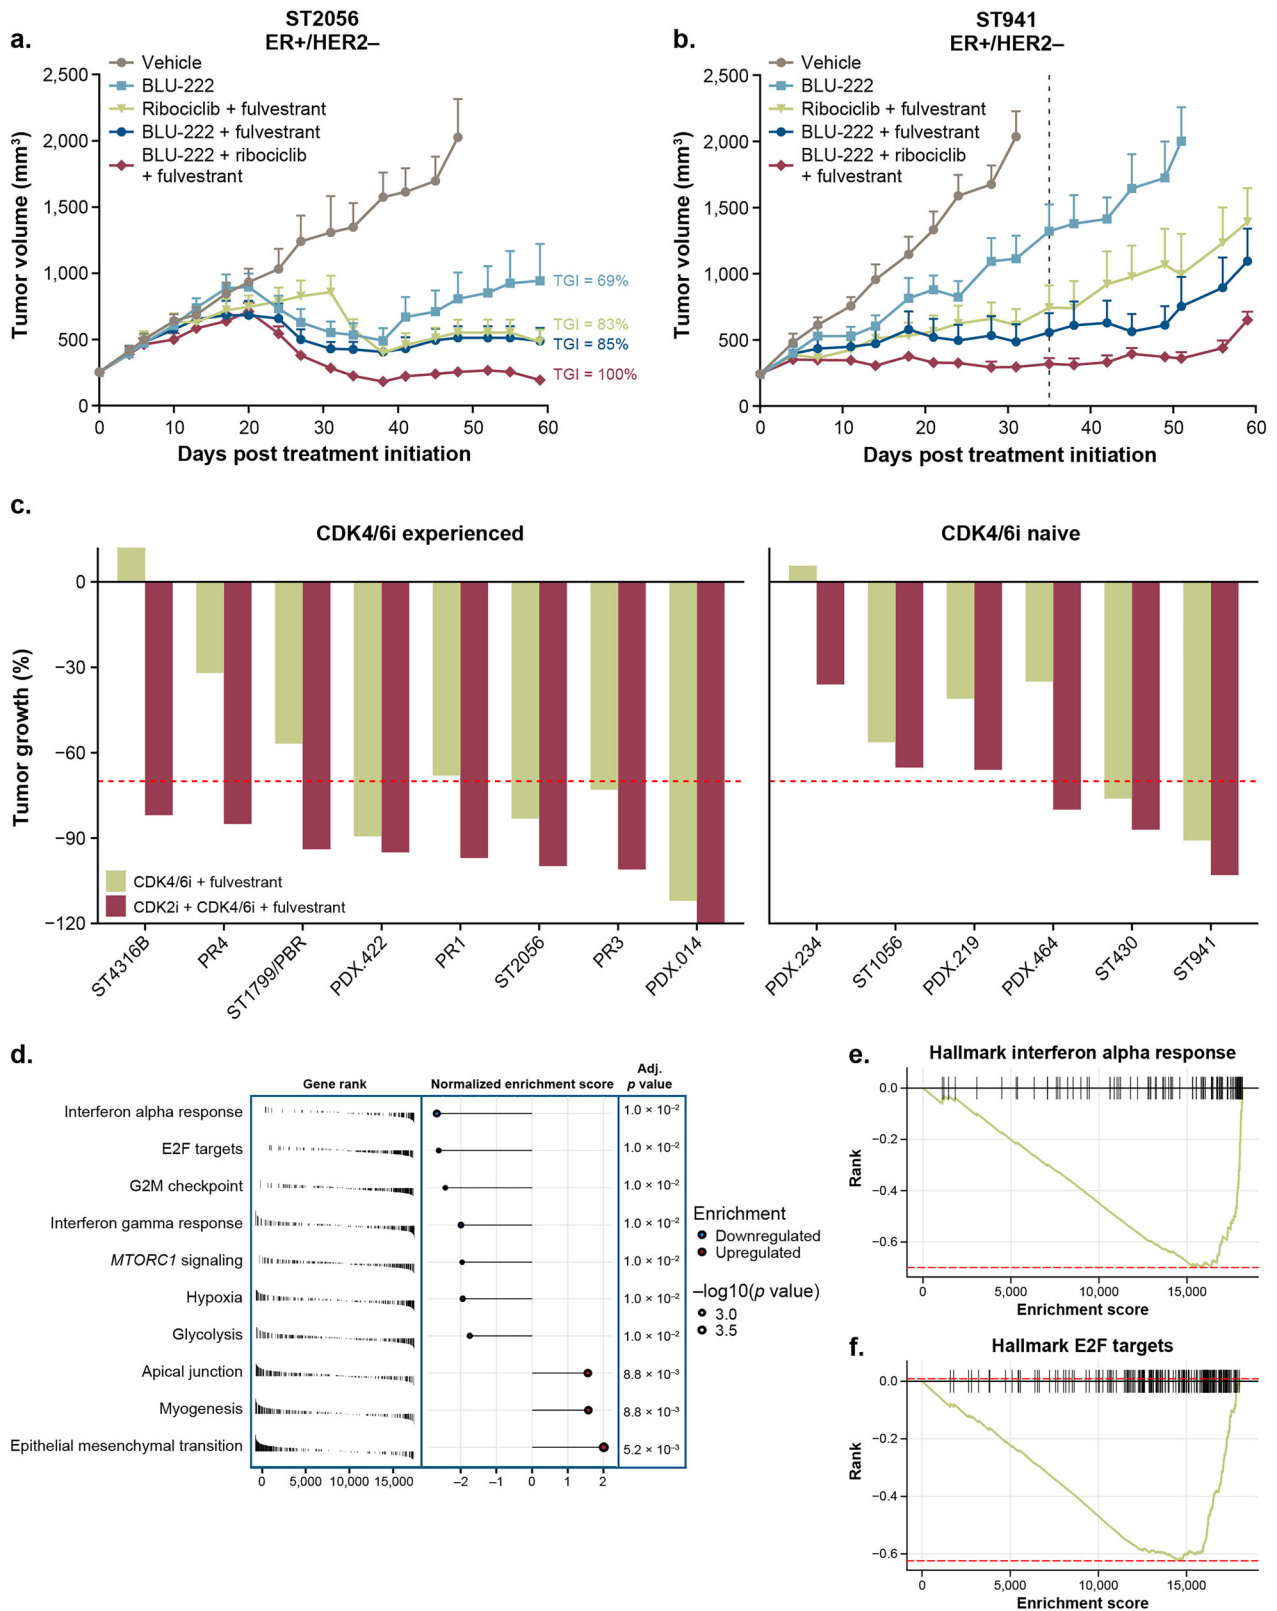 a.
ST2056
ER+/HER2–
Vehicle
BLU-222
Ribociclib + fulvestrant
BLU-222 + fulvestrant
BLU-222 + ribociclib
+ fulvestrant
Tumor volume (mm³)
2,500
2,000
1,500
1,000
500
0
TGI = 69%
TGI = 83%
TGI = 85%
TGI = 100%
0 10 20 30 40 50 60
Days post treatment initiation
b.
ST941
ER+/HER2–
Vehicle
BLU-222
Ribociclib + fulvestrant
BLU-222 + fulvestrant
BLU-222 + ribociclib
+ fulvestrant
Tumor volume (mm³)
2,500
2,000
1,500
1,000
500
0
0 10 20 30 40 50 60
Days post treatment initiation
c.
CDK4/6i experienced
CDK4/6i naive
Tumor growth (%)
0
−30
−60
−90
−120
CDK4/6i + fulvestrant
CDK2i + CDK4/6i + fulvestrant
ST4316B PR4 ST1799/PBR PDX.422 PR1 ST2056 PR3 PDX.014
PDX.234 ST1056 PDX.219 PDX.464 ST430 ST941
d.
Gene rank Normalized enrichment score Adj. p value
Interferon alpha response 1.0 × 10⁻²
E2F targets 1.0 × 10⁻²
G2M checkpoint 1.0 × 10⁻²
Interferon gamma response 1.0 × 10⁻²
MTORC1 signaling 1.0 × 10⁻²
Hypoxia 1.0 × 10⁻²
Glycolysis 1.0 × 10⁻²
Apical junction 8.8 × 10⁻³
Myogenesis 8.8 × 10⁻³
Epithelial mesenchymal transition 5.2 × 10⁻³
0 5,000 10,000 15,000 −2 −1 0 1 2
Enrichment
Downregulated
Upregulated
–log10(p value)
3.0
3.5
e.
Hallmark interferon alpha response
Rank
0.0
−0.2
−0.4
−0.6
0 5,000 10,000 15,000
Enrichment score
f.
Hallmark E2F targets
Rank
0.0
−0.2
−0.4
−0.6
0 5,000 10,000 15,000
Enrichment score